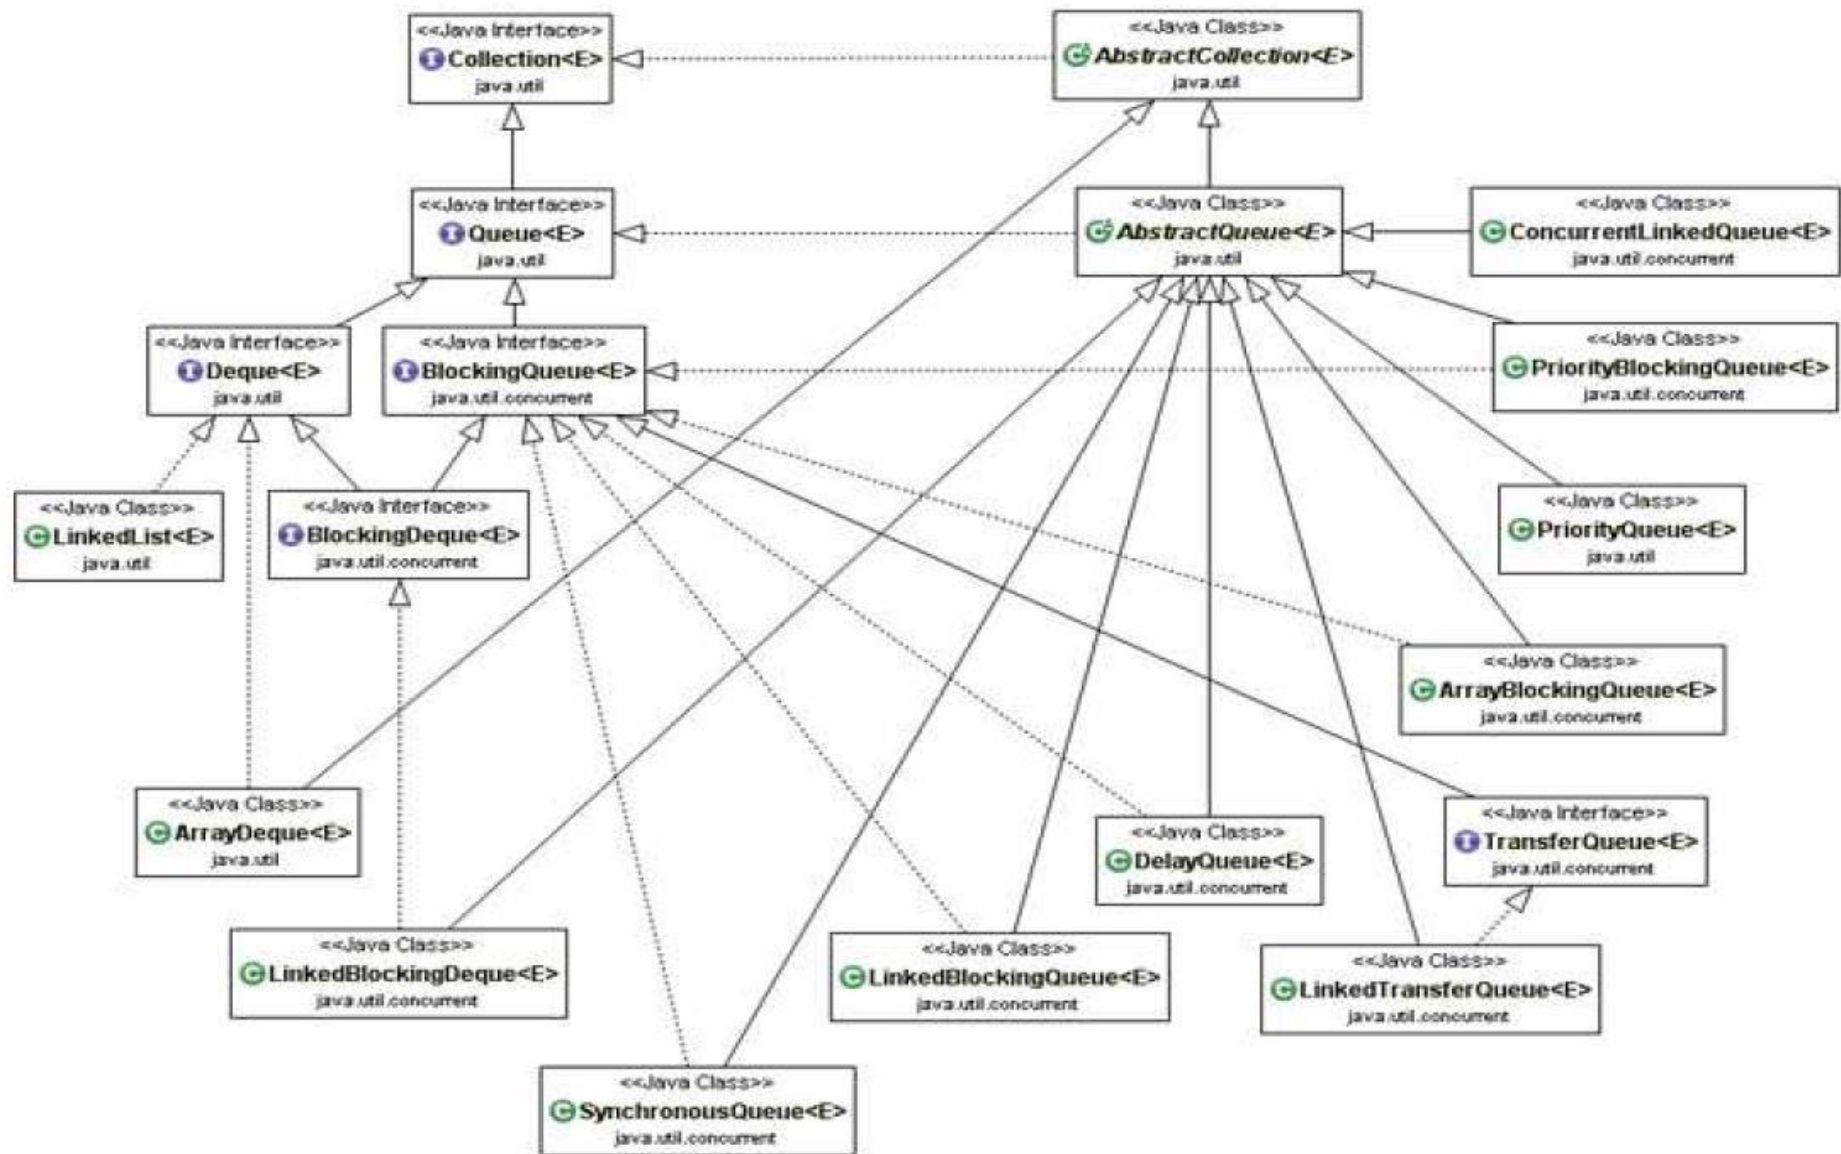 <<Java Interface>>
Collection<E>
java.util
<<Java Class>>
AbstractCollection<E>
java.util
<<Java Interface>>
Queue<E>
java.util
<<Java Class>>
AbstractQueue<E>
java.util
<<Java Class>>
ConcurrentLinkedQueue<E>
java.util.concurrent
<<Java Interface>>
Deque<E>
java.util
<<Java Interface>>
BlockingQueue<E>
java.util.concurrent
<<Java Class>>
PriorityBlockingQueue<E>
java.util.concurrent
<<Java Class>>
LinkedList<E>
java.util
<<Java Interface>>
BlockingDeque<E>
java.util.concurrent
<<Java Class>>
PriorityQueue<E>
java.util
<<Java Class>>
ArrayBlockingQueue<E>
java.util.concurrent
<<Java Class>>
ArrayDeque<E>
java.util
<<Java Class>>
DelayQueue<E>
java.util.concurrent
<<Java Interface>>
TransferQueue<E>
java.util.concurrent
<<Java Class>>
LinkedBlockingDeque<E>
java.util.concurrent
<<Java Class>>
LinkedBlockingQueue<E>
java.util.concurrent
<<Java Class>>
LinkedTransferQueue<E>
java.util.concurrent
<<Java Class>>
SynchronousQueue<E>
java.util.concurrent